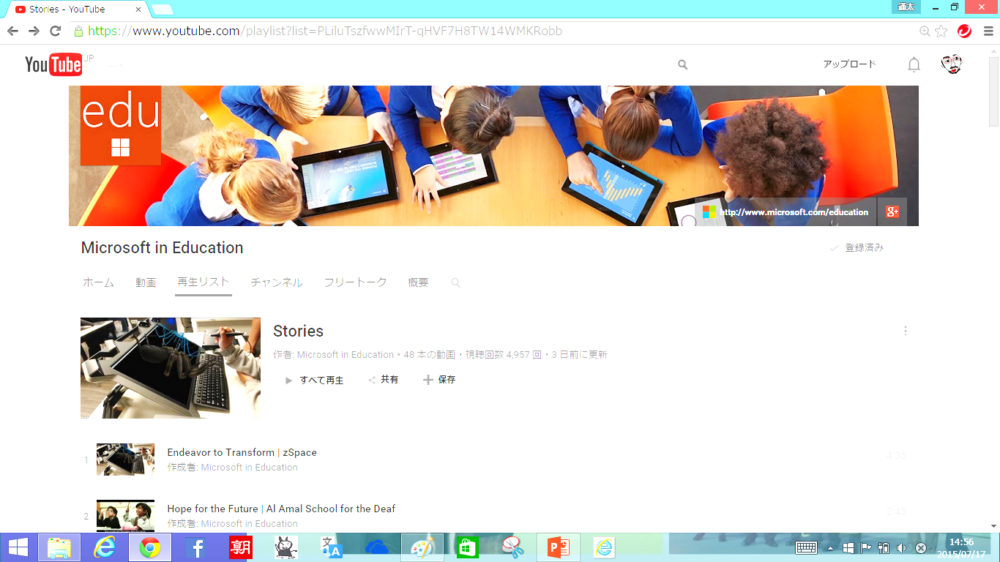 Stories - YouTube
通太
https://www.youtube.com/playlist?list=PLiluTszfwwMIrT-qHVF7H8TW14WMKRobb
YouTube JP
アップロード
edu
http://www.microsoft.com/education
g+
Microsoft in Education
登録済み
ホーム 動画 再生リスト チャンネル フリートーク 概要
Stories
作者: Microsoft in Education・48 本の動画・視聴回数 4,957 回・3 日前に更新
すべて再生 共有 保存
1 Endeavor to Transform | zSpace 4:36
作成者: Microsoft in Education
2 Hope for the Future | Al Amal School for the Deaf 2:45
作成者: Microsoft in Education
朝
文 A
14:56
2015/07/17